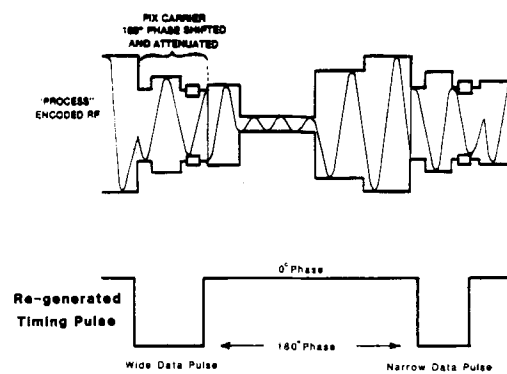 PIX CARRIER
180° PHASE SHIFTED
AND ATTENUATED
"PROCESS"
ENCODED RF
0° Phase
Re-generated
Timing Pulse
180° Phase
Wide Data Pulse
Narrow Data Pulse